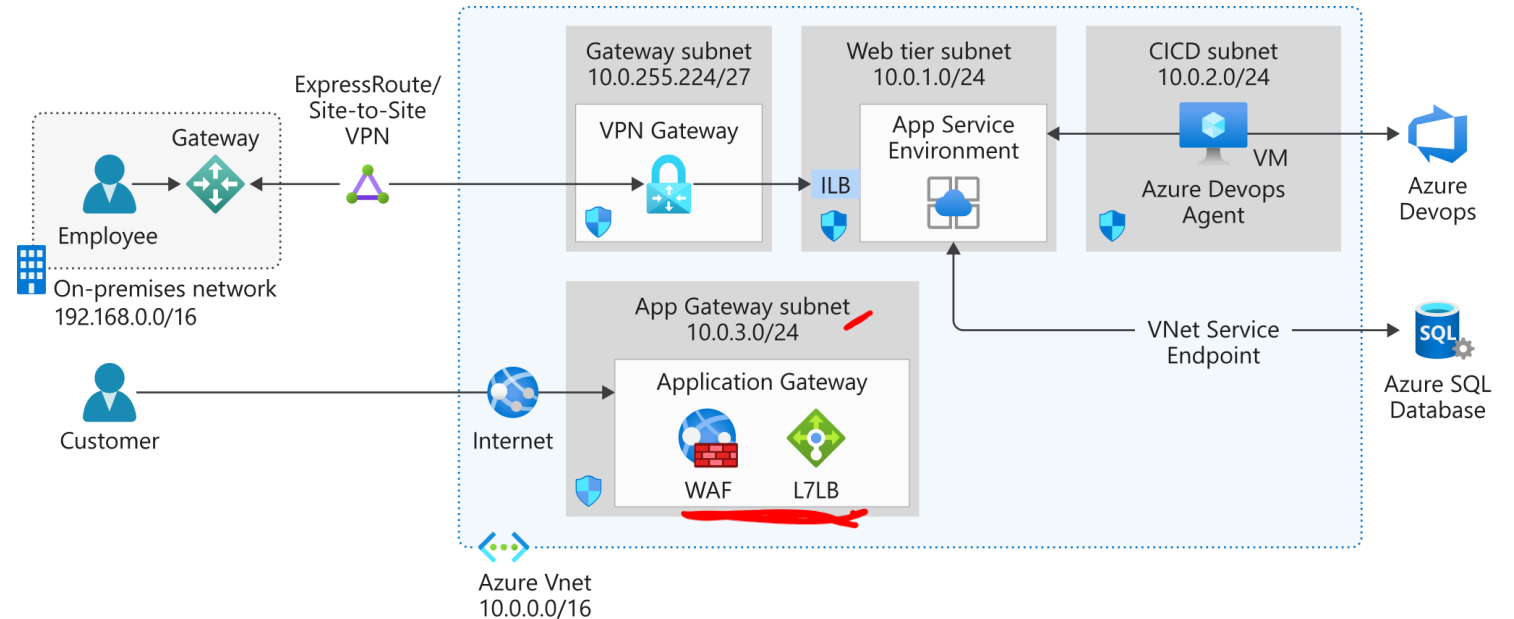 Gateway subnet
10.0.255.224/27
Web tier subnet
10.0.1.0/24
CICD subnet
10.0.2.0/24
ExpressRoute/
Site-to-Site
VPN
Gateway
VPN Gateway
App Service
Environment
ILB
VM
Azure Devops
Agent
Azure
Devops
Employee
On-premises network
192.168.0.0/16
App Gateway subnet
10.0.3.0/24
VNet Service
Endpoint
SQL
Azure SQL
Database
Application Gateway
Customer
Internet
WAF
L7LB
Azure Vnet
10.0.0.0/16